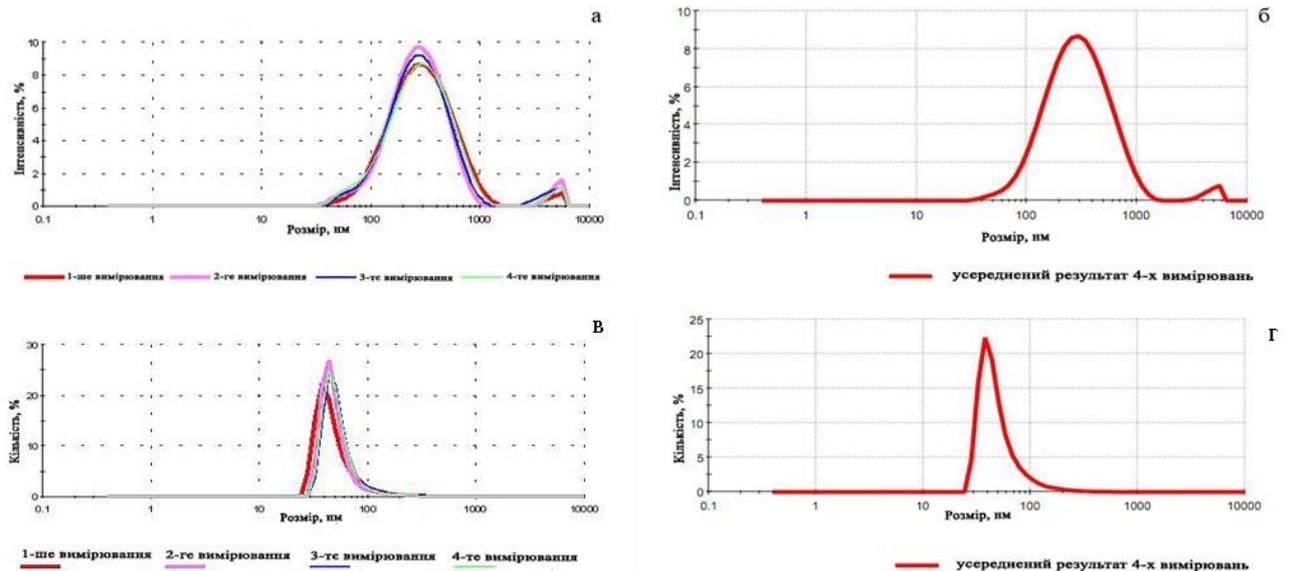 а
Інтенсивність, %
10
8
6
4
2
0
0.1 1 10 100 1000 10000
Розмір, нм
1-ше вимірювання 2-ге вимірювання 3-тє вимірювання 4-те вимірювання
б
Інтенсивність, %
10
8
6
4
2
0
0.1 1 10 100 1000 10000
Розмір, нм
усереднений результат 4-х вимірювань
в
Кількість, %
30
20
10
0
0.1 1 10 100 1000 10000
Розмір, нм
1-ше вимірювання 2-ге вимірювання 3-тє вимірювання 4-те вимірювання
г
Кількість, %
25
20
15
10
5
0
0.1 1 10 100 1000 10000
Розмір, нм
усереднений результат 4-х вимірювань